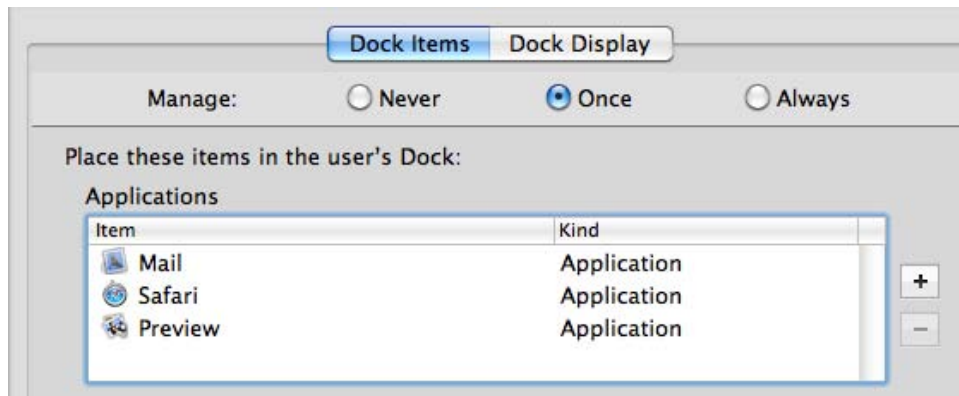 Dock Items Dock Display
Manage: Never Once Always
Place these items in the user's Dock:
Applications
Item Kind
Mail Application
Safari Application
Preview Application
+
−